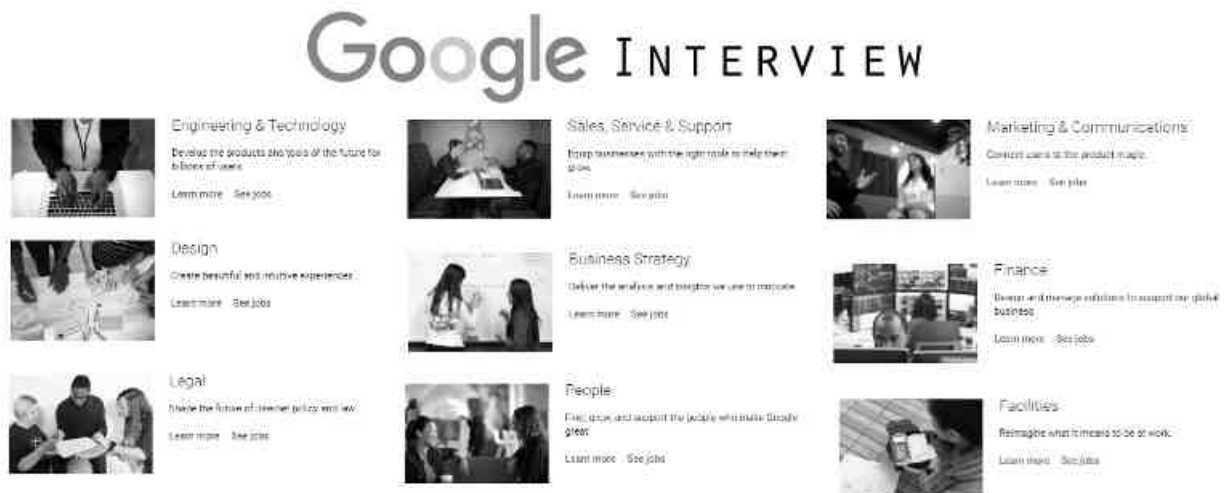 Google INTERVIEW
Engineering & Technology
Develop the products and tools of the future for
billions of users.
Learn more See jobs
Design
Create beautiful and intuitive experiences.
Learn more See jobs
Legal
Shape the future of internet policy and law.
Learn more See jobs
Sales, Service & Support
Equip businesses with the right tools to help them
grow.
Learn more See jobs
Business Strategy
Deliver the analysis and insights we use to innovate.
Learn more See jobs
People
Find, grow, and support the people who make Google
great.
Learn more See jobs
Marketing & Communications
Connect users to the product magic.
Learn more See jobs
Finance
Design and manage solutions to support our global
business.
Learn more See jobs
Facilities
Reimagine what it means to be at work.
Learn more See jobs